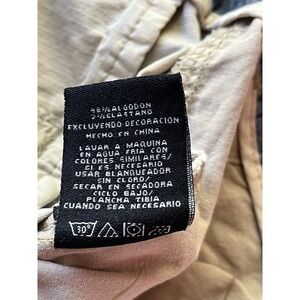 98%ALGODON
2%ELASTANO
EXCLUYENDO DECORACION
HECHO EN CHINA
LAVAR A MAQUINA
EN AGUA FRIA CON
COLORES SIMILARES/
SI ES NECESARIO
USAR BLANQUEADOR
SIN CLORO/
SECAR EN SECADORA
CICLO BAJO/
PLANCHA TIBIA
CUANDO SEA NECESARIO
30°